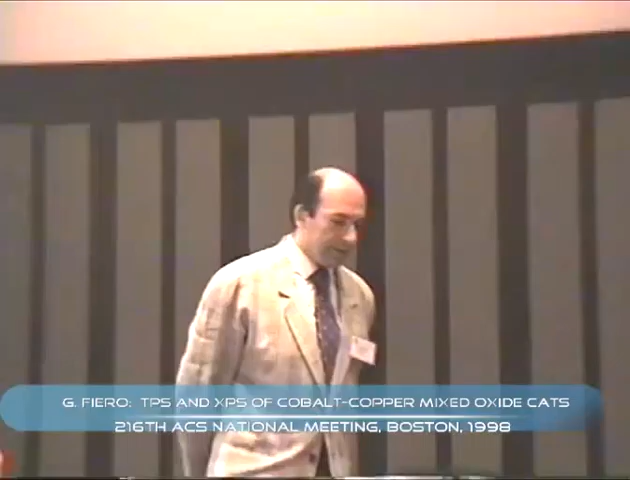 G. FIERO: TPS AND XPS OF COBALT-COPPER MIXED OXIDE CATS
216TH ACS NATIONAL MEETING, BOSTON, 1998